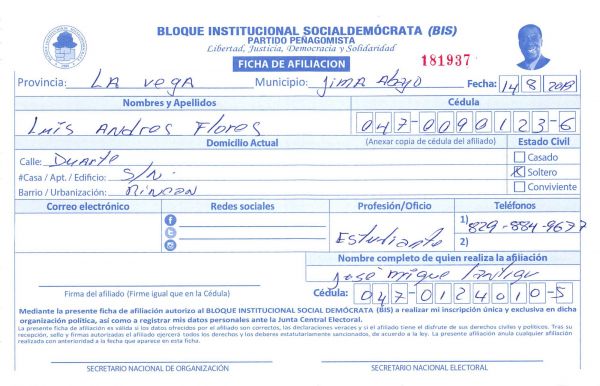 BLOQUE INSTITUCIONAL SOCIALDEMÓCRATA (BIS)
PARTIDO PEÑAGOMISTA
Libertad, Justicia, Democracia y Solidaridad
FICHA DE AFILIACION
181937
Provincia: LA Vega Municipio: Jima Abajo Fecha: 14 8 2013
Nombres y Apellidos Cédula
Luis Andres Flores 047-0090123-6
Domicilio Actual (Anexar copia de cédula del afiliado) Estado Civil
Calle: Duarte Casado
#Casa / Apt. / Edificio: S/N. Soltero
Barrio / Urbanización: Rincon Conviviente
Correo electrónico Redes sociales Profesión/Oficio Teléfonos
Estudiante 1) 829-884-9677
2)
Nombre completo de quien realiza la afiliación
José Migue
Firma del afiliado (Firme igual que en la Cédula) Cédula: 047-0124010-5
Mediante la presente ficha de afiliación autorizo al BLOQUE INSTITUCIONAL SOCIAL DEMÓCRATA (BIS) a realizar mi inscripción única y exclusiva en dicha
organización política, así como a registrar mis datos personales ante la Junta Central Electoral.
La presente ficha de afiliación es válida si los datos ofrecidos por el afiliado son correctos, las declaraciones veraces y si el afiliado tiene el disfrute de sus derechos civiles y políticos. Tras su
recepción, sello y firmas autorizadas el afiliado ejercerá todos los derechos y los deberes estatutariamente sancionados, de acuerdo a la ley. La presente afiliación anula cualquier afiliación
realizada con anterioridad a la fecha que aparece en esta ficha.
SECRETARIO NACIONAL DE ORGANIZACIÓN SECRETARIO NACIONAL ELECTORAL